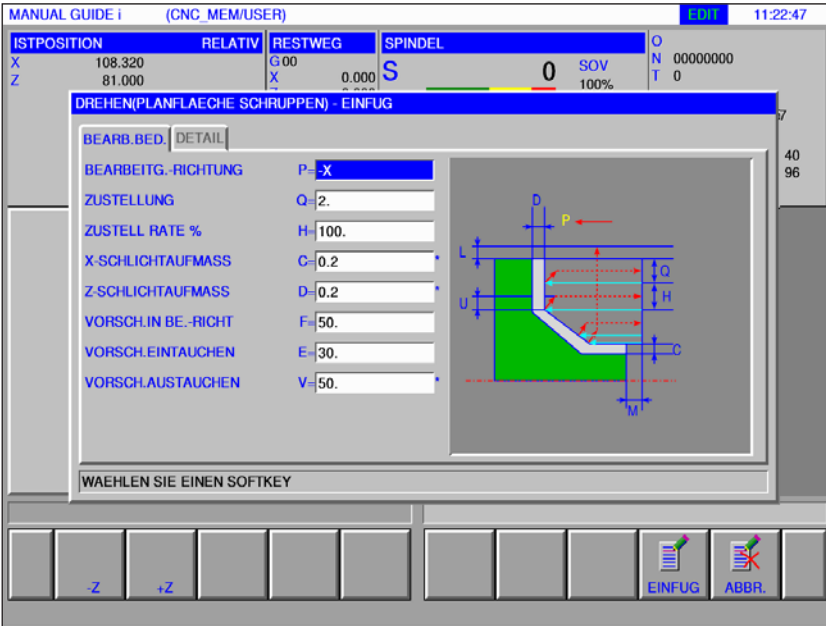 MANUAL GUIDE i (CNC_MEM/USER) EDIT 11:22:47
ISTPOSITION RELATIV RESTWEG SPINDEL O
X 108.320 G 00 S 0 SOV N 00000000
Z 81.000 X 0.000 100% T 0
DREHEN(PLANFLAECHE SCHRUPPEN) - EINFUG
BEARB.BED. DETAIL
40
96
BEARBEITG.-RICHTUNG P= -X
ZUSTELLUNG Q= 2.
ZUSTELL RATE % H= 100.
X-SCHLICHTAUFMASS C= 0.2 *
Z-SCHLICHTAUFMASS D= 0.2 *
VORSCH.IN BE.-RICHT F= 50.
VORSCH.EINTAUCHEN E= 30.
VORSCH.AUSTAUCHEN V= 50. *
D
P
L
Q
U
H
C
M
WAEHLEN SIE EINEN SOFTKEY
-Z +Z EINFUG ABBR.